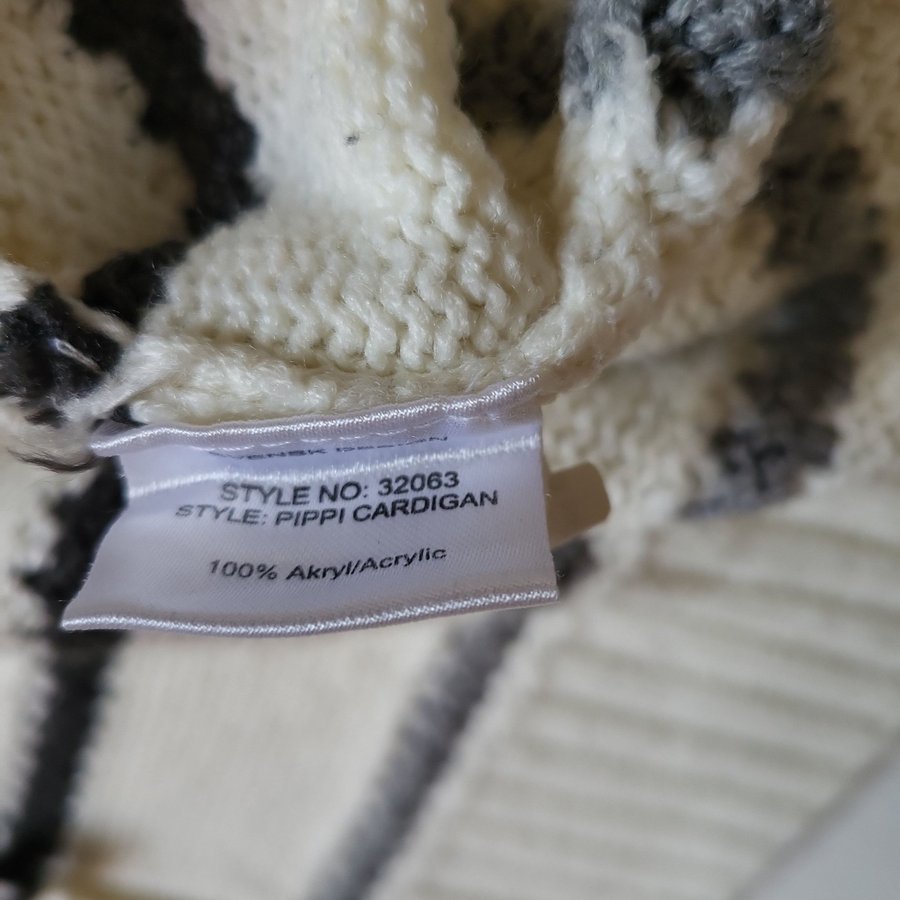 STYLE NO: 32063
STYLE: PIPPI CARDIGAN
100% Akryl/Acrylic